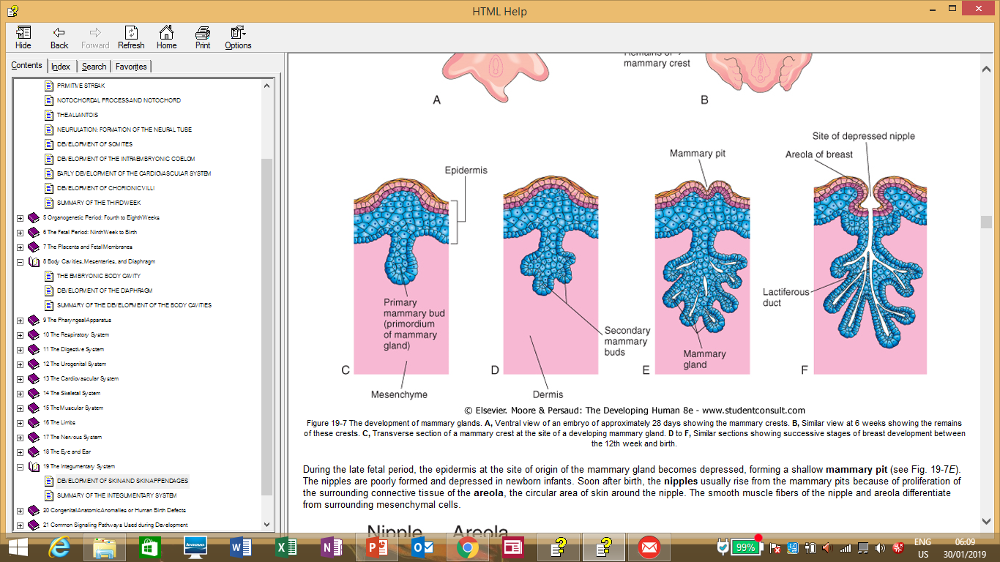 HTML Help
Hide Back Forward Refresh Home Print Options
Contents Index Search Favorites
PRIMITIVE STREAK
NOTOCHORDAL PROCESS AND NOTOCHORD
THE ALLANTOIS
NEURULATION: FORMATION OF THE NEURAL TUBE
DEVELOPMENT OF SOMITES
DEVELOPMENT OF THE INTRAEMBRYONIC COELOM
EARLY DEVELOPMENT OF THE CARDIOVASCULAR SYSTEM
DEVELOPMENT OF CHORIONIC VILLI
SUMMARY OF THE THIRD WEEK
5 Organogenetic Period: Fourth to Eighth Weeks
6 The Fetal Period: Ninth Week to Birth
7 The Placenta and Fetal Membranes
8 Body Cavities, Mesenteries, and Diaphragm
THE EMBRYONIC BODY CAVITY
DEVELOPMENT OF THE DIAPHRAGM
SUMMARY OF THE DEVELOPMENT OF THE BODY CAVITIES
9 The Pharyngeal Apparatus
10 The Respiratory System
11 The Digestive System
12 The Urogenital System
13 The Cardiovascular System
14 The Skeletal System
15 The Muscular System
16 The Limbs
17 The Nervous System
18 The Eye and Ear
19 The Integumentary System
DEVELOPMENT OF SKIN AND SKIN APPENDAGES
SUMMARY OF THE INTEGUMENTARY SYSTEM
20 Congenital Anatomic Anomalies or Human Birth Defects
21 Common Signaling Pathways Used during Development
Remains of
mammary crest
A
B
Epidermis
Mammary pit
Site of depressed nipple
Areola of breast
Primary
mammary bud
(primordium
of mammary
gland)
Secondary
mammary
buds
Mammary
gland
Lactiferous
duct
C
D
E
F
Mesenchyme
Dermis
© Elsevier. Moore & Persaud: The Developing Human 8e - www.studentconsult.com
Figure 19-7 The development of mammary glands. A, Ventral view of an embryo of approximately 28 days showing the mammary crests. B, Similar view at 6 weeks showing the remains
of these crests. C, Transverse section of a mammary crest at the site of a developing mammary gland. D to F, Similar sections showing successive stages of breast development between
the 12th week and birth.
During the late fetal period, the epidermis at the site of origin of the mammary gland becomes depressed, forming a shallow mammary pit (see Fig. 19-7E).
The nipples are poorly formed and depressed in newborn infants. Soon after birth, the nipples usually rise from the mammary pits because of proliferation of
the surrounding connective tissue of the areola, the circular area of skin around the nipple. The smooth muscle fibers of the nipple and areola differentiate
from surrounding mesenchymal cells.
Nipple Areola
lenovo
99%
ENG
US
06:09
30/01/2019